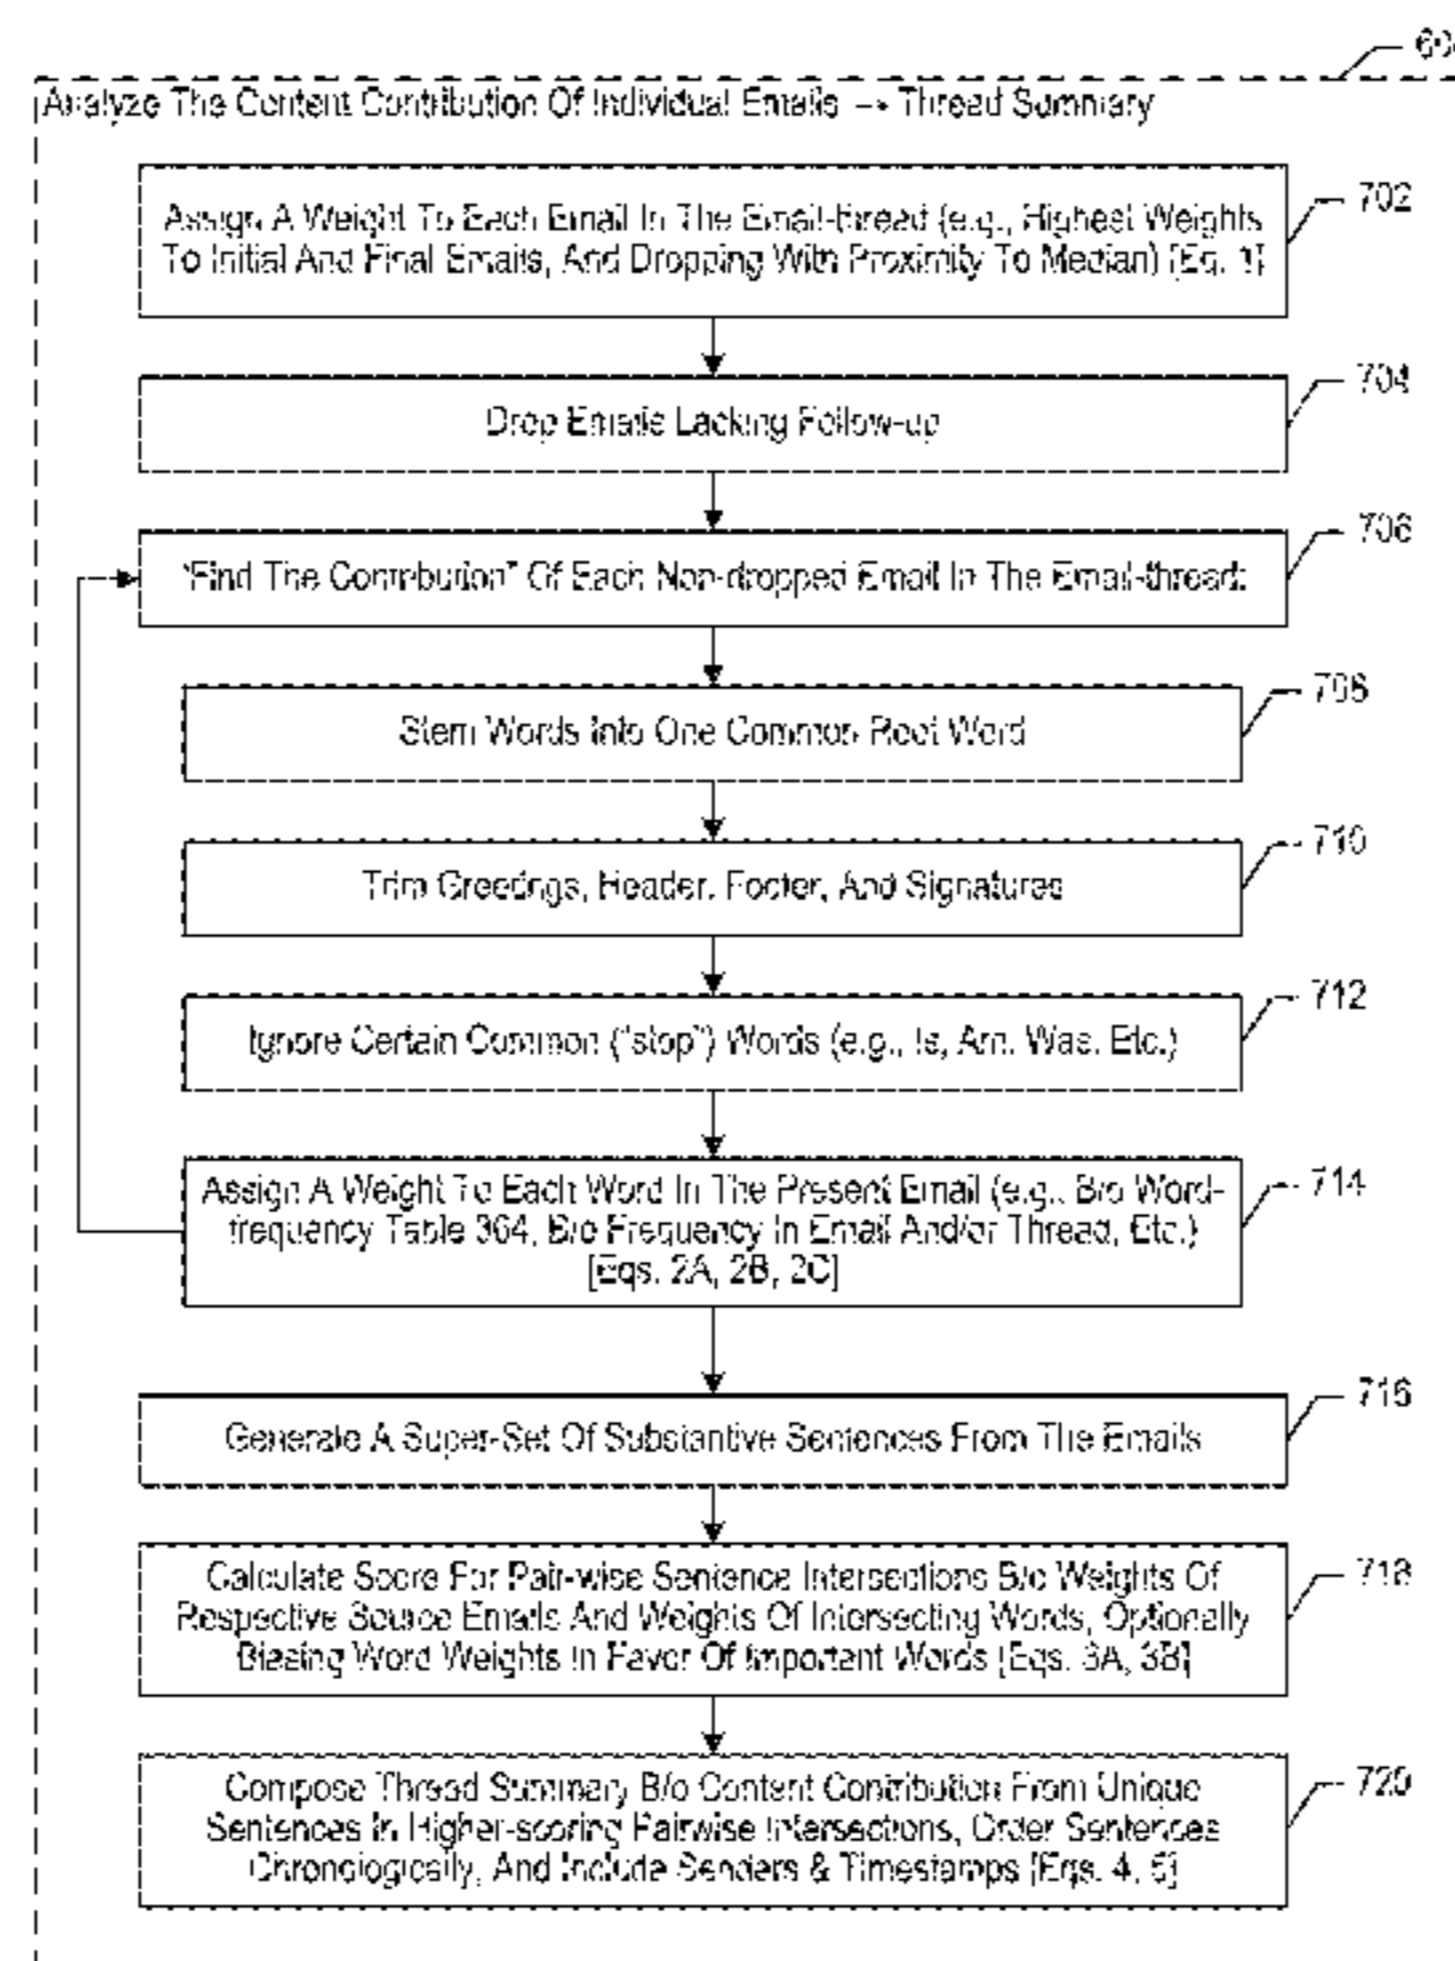 Analyze The Content Contribution Of Individual Emails → Thread Summary
Assign A Weight To Each Email In The Email-thread (e.g., Highest Weights
To Initial And Final Emails, And Dropping With Proximity To Median) [Eq. 1]
702
Drop Emails Lacking Follow-up
704
"Find The Contribution" Of Each Non-dropped Email In The Email-thread:
706
Stem Words Into One Common Root Word
708
Trim Greetings, Header, Footer, And Signatures
710
Ignore Certain Common ("stop") Words (e.g., Is, Am, Was, Etc.)
712
Assign A Weight To Each Word In The Present Email (e.g., B/o Word-
frequency Table 364, B/o Frequency In Email And/or Thread, Etc.)
[Eqs. 2A, 2B, 2C]
714
Generate A Super-Set Of Substantive Sentences From The Emails
716
Calculate Score For Pair-wise Sentence Intersections B/o Weights Of
Respective Source Emails And Weights Of Intersecting Words, Optionally
Biasing Word Weights In Favor Of Important Words [Eqs. 3A, 3B]
718
Compose Thread Summary B/o Content Contribution From Unique
Sentences In Higher-scoring Pairwise Intersections, Order Sentences
Chronologically, And Include Senders & Timestamps [Eqs. 4, 5]
720